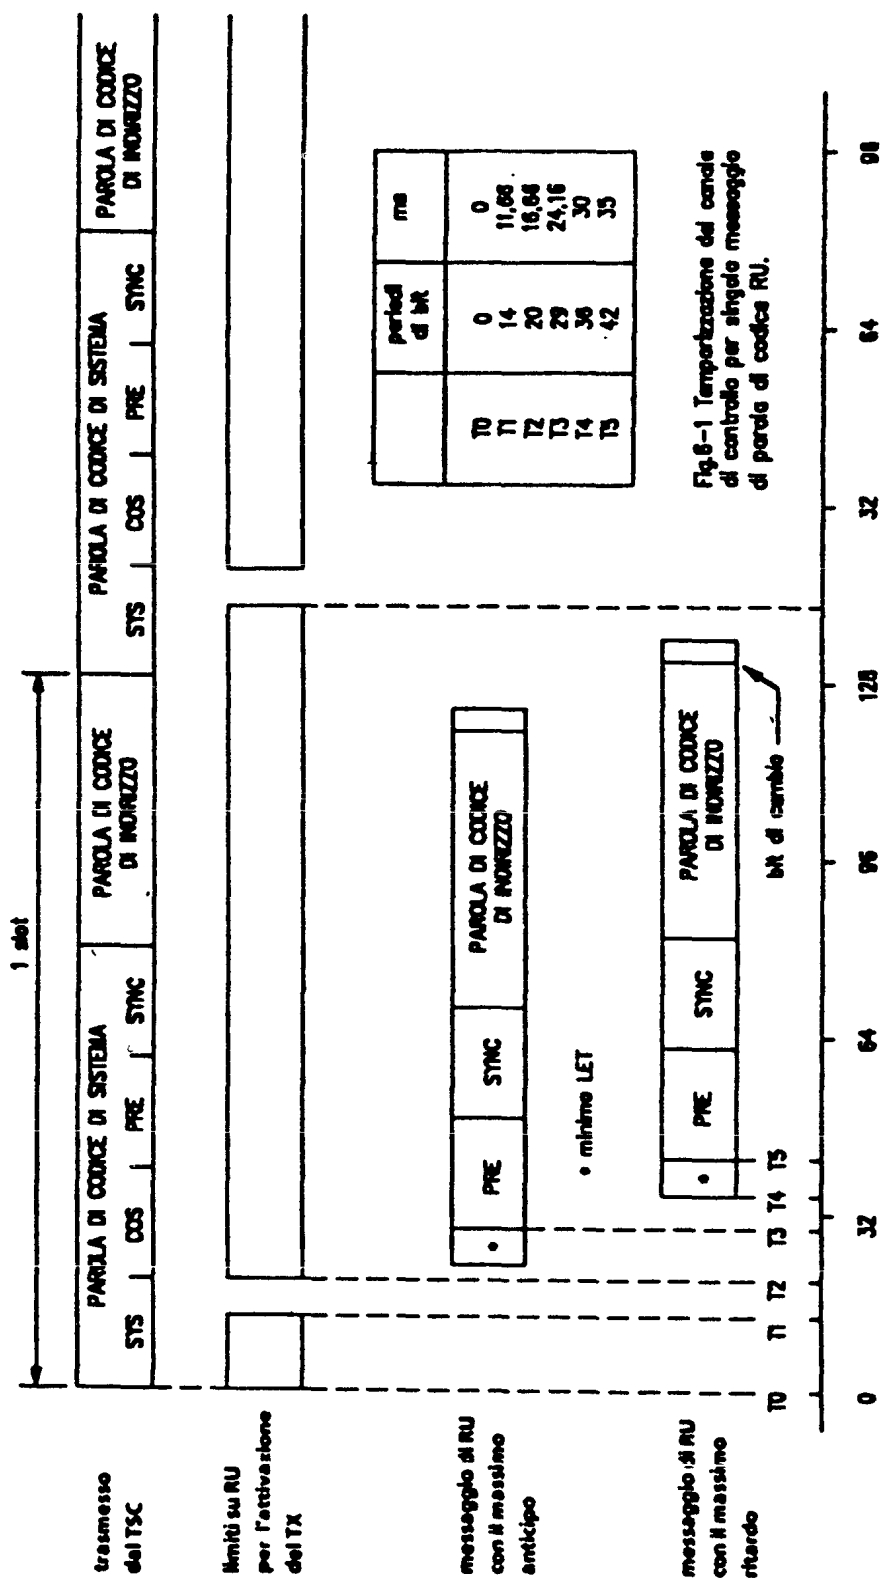 1 slot
trasmesso
dal TSC
PAROLA DI CODICE DI SISTEMA
SYS
COS
PRE
SYNC
PAROLA DI CODICE
DI INDIRIZZO
PAROLA DI CODICE DI SISTEMA
SYS
COS
PRE
SYNC
PAROLA DI CODICE
DI INDIRIZZO
limiti su RU
per l'attivazione
del TX
messaggio di RU
con il massimo
anticipo
*
PRE
SYNC
PAROLA DI CODICE
DI INDIRIZZO
* minimo LET
messaggio di RU
con il massimo
ritardo
*
PRE
SYNC
PAROLA DI CODICE
DI INDIRIZZO
bit di cambio
periodi
di bit
ms
T0 0 0
T1 14 11,66
T2 20 16,66
T3 29 24,16
T4 36 30
T5 42 35
Fig.6-1 Temporizzazione del canale
di controllo per singolo messaggio
di parola di codice RU.
T0 T1 T2 T3 T4 T5
0 32 64 96 128 32 64 96